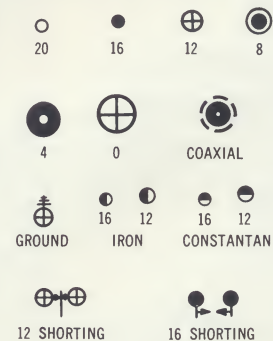 20 16 12 8
4 0 COAXIAL
16 12 16 12
GROUND IRON CONSTANTAN
12 SHORTING 16 SHORTING